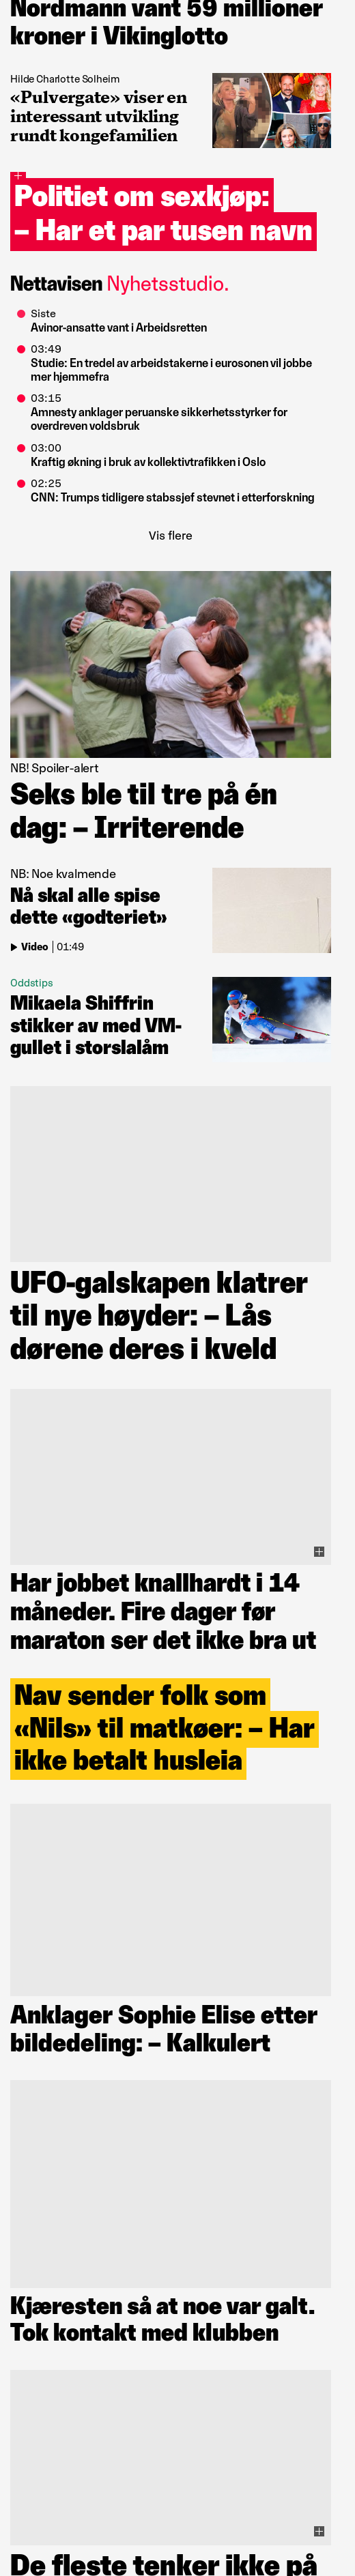 Nordmann vant 59 millioner
kroner i Vikinglotto
Hilde Charlotte Solheim
«Pulvergate» viser en
interessant utvikling
rundt kongefamilien
Politiet om sexkjøp:
– Har et par tusen navn
Nettavisen Nyhetsstudio.
Siste
Avinor-ansatte vant i Arbeidsretten
03:49
Studie: En tredel av arbeidstakerne i eurosonen vil jobbe
mer hjemmefra
03:15
Amnesty anklager peruanske sikkerhetsstyrker for
overdreven voldsbruk
03:00
Kraftig økning i bruk av kollektivtrafikken i Oslo
02:25
CNN: Trumps tidligere stabssjef stevnet i etterforskning
Vis flere
NB! Spoiler-alert
Seks ble til tre på én
dag: – Irriterende
NB: Noe kvalmende
Nå skal alle spise
dette «godteriet»
Video | 01:49
Oddstips
Mikaela Shiffrin
stikker av med VM-
gullet i storslalåm
UFO-galskapen klatrer
til nye høyder: – Lås
dørene deres i kveld
Har jobbet knallhardt i 14
måneder. Fire dager før
maraton ser det ikke bra ut
Nav sender folk som
«Nils» til matkøer: – Har
ikke betalt husleia
Anklager Sophie Elise etter
bildedeling: – Kalkulert
Kjæresten så at noe var galt.
Tok kontakt med klubben
De fleste tenker ikke på